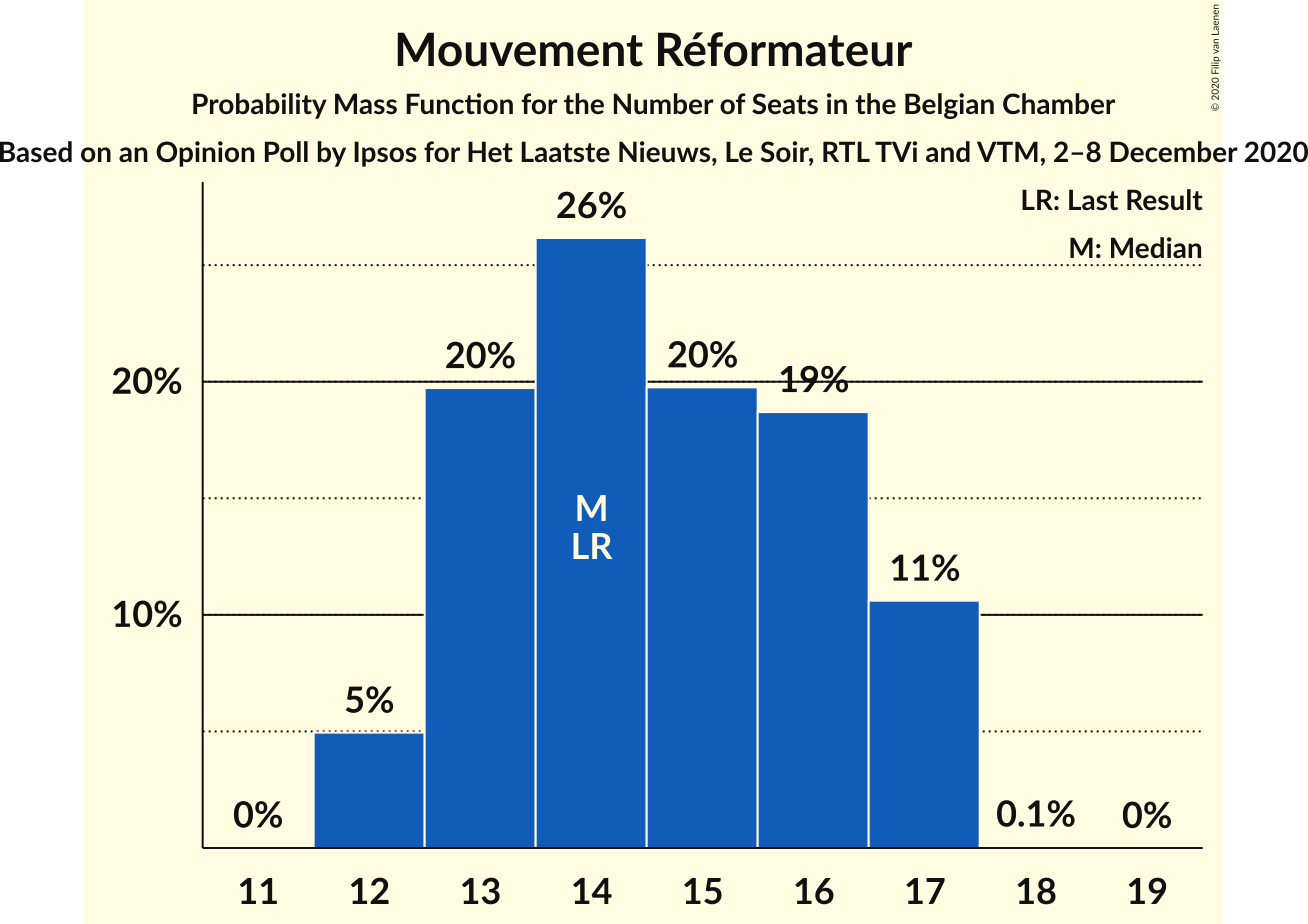 Mouvement Réformateur
Probability Mass Function for the Number of Seats in the Belgian Chamber
Based on an Opinion Poll by Ipsos for Het Laatste Nieuws, Le Soir, RTL TVi and VTM, 2–8 December 2020
© 2020 Filip van Laenen
LR: Last Result
M: Median
26%
20%
20%
19%
20%
M
LR
11%
10%
5%
0%
0.1%
0%
11 12 13 14 15 16 17 18 19